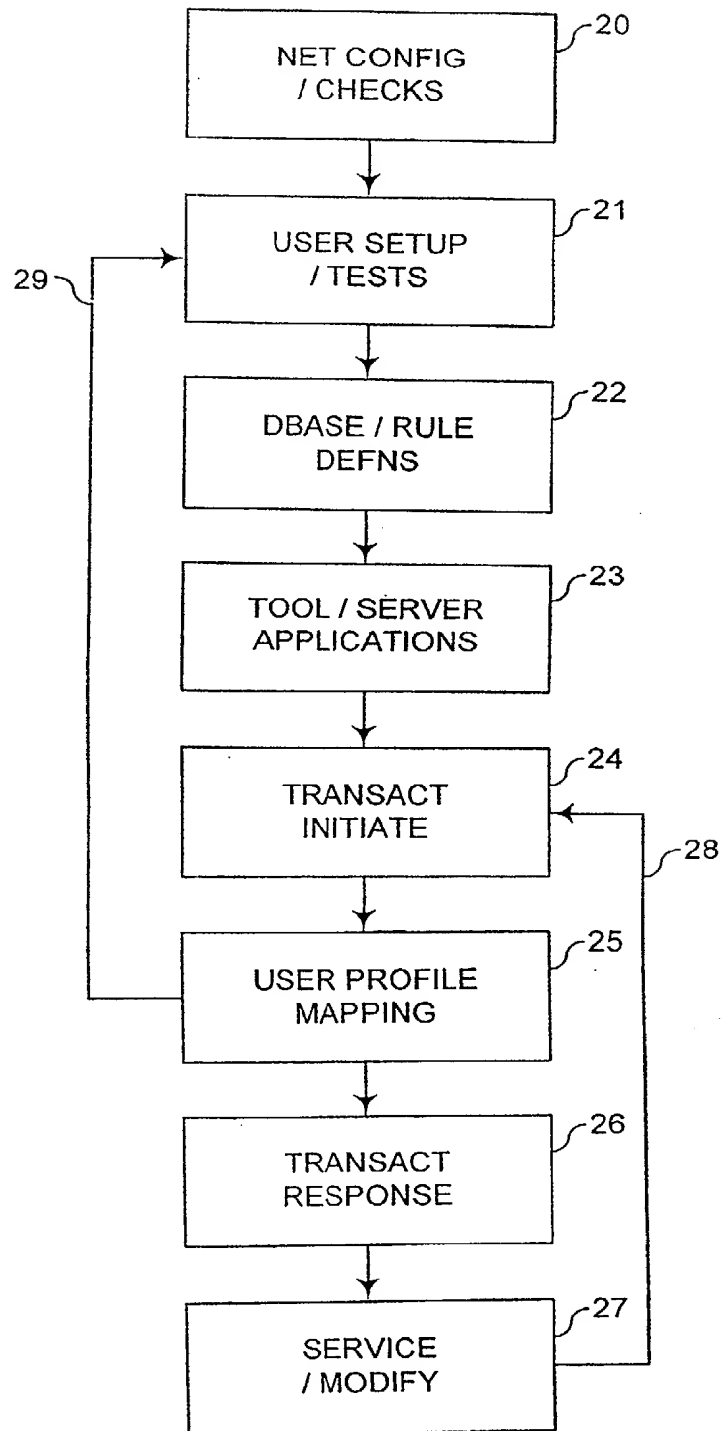 NET CONFIG
/ CHECKS
20
USER SETUP
/ TESTS
21
29
DBASE / RULE
DEFNS
22
TOOL / SERVER
APPLICATIONS
23
TRANSACT
INITIATE
24
28
USER PROFILE
MAPPING
25
TRANSACT
RESPONSE
26
SERVICE
/ MODIFY
27